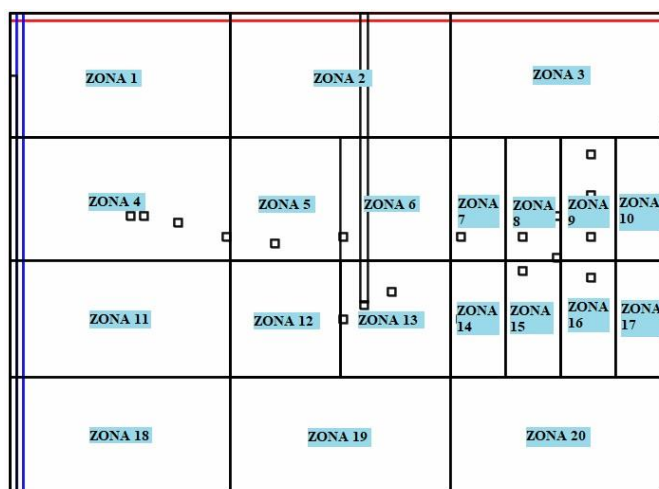 ZONA 1
ZONA 2
ZONA 3
ZONA 4
ZONA 5
ZONA 6
ZONA
7
ZONA
8
ZONA
9
ZONA
10
ZONA 11
ZONA 12
ZONA 13
ZONA
14
ZONA
15
ZONA
16
ZONA
17
ZONA 18
ZONA 19
ZONA 20